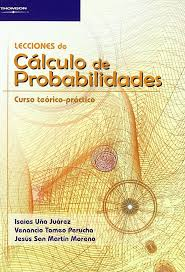 THOMSON
LECCIONES de
Cálculo de
Probabilidades
Curso teórico-práctico
Isaías Uña Juárez
Venancio Tomeo Perucha
Jesús San Martín Moreno